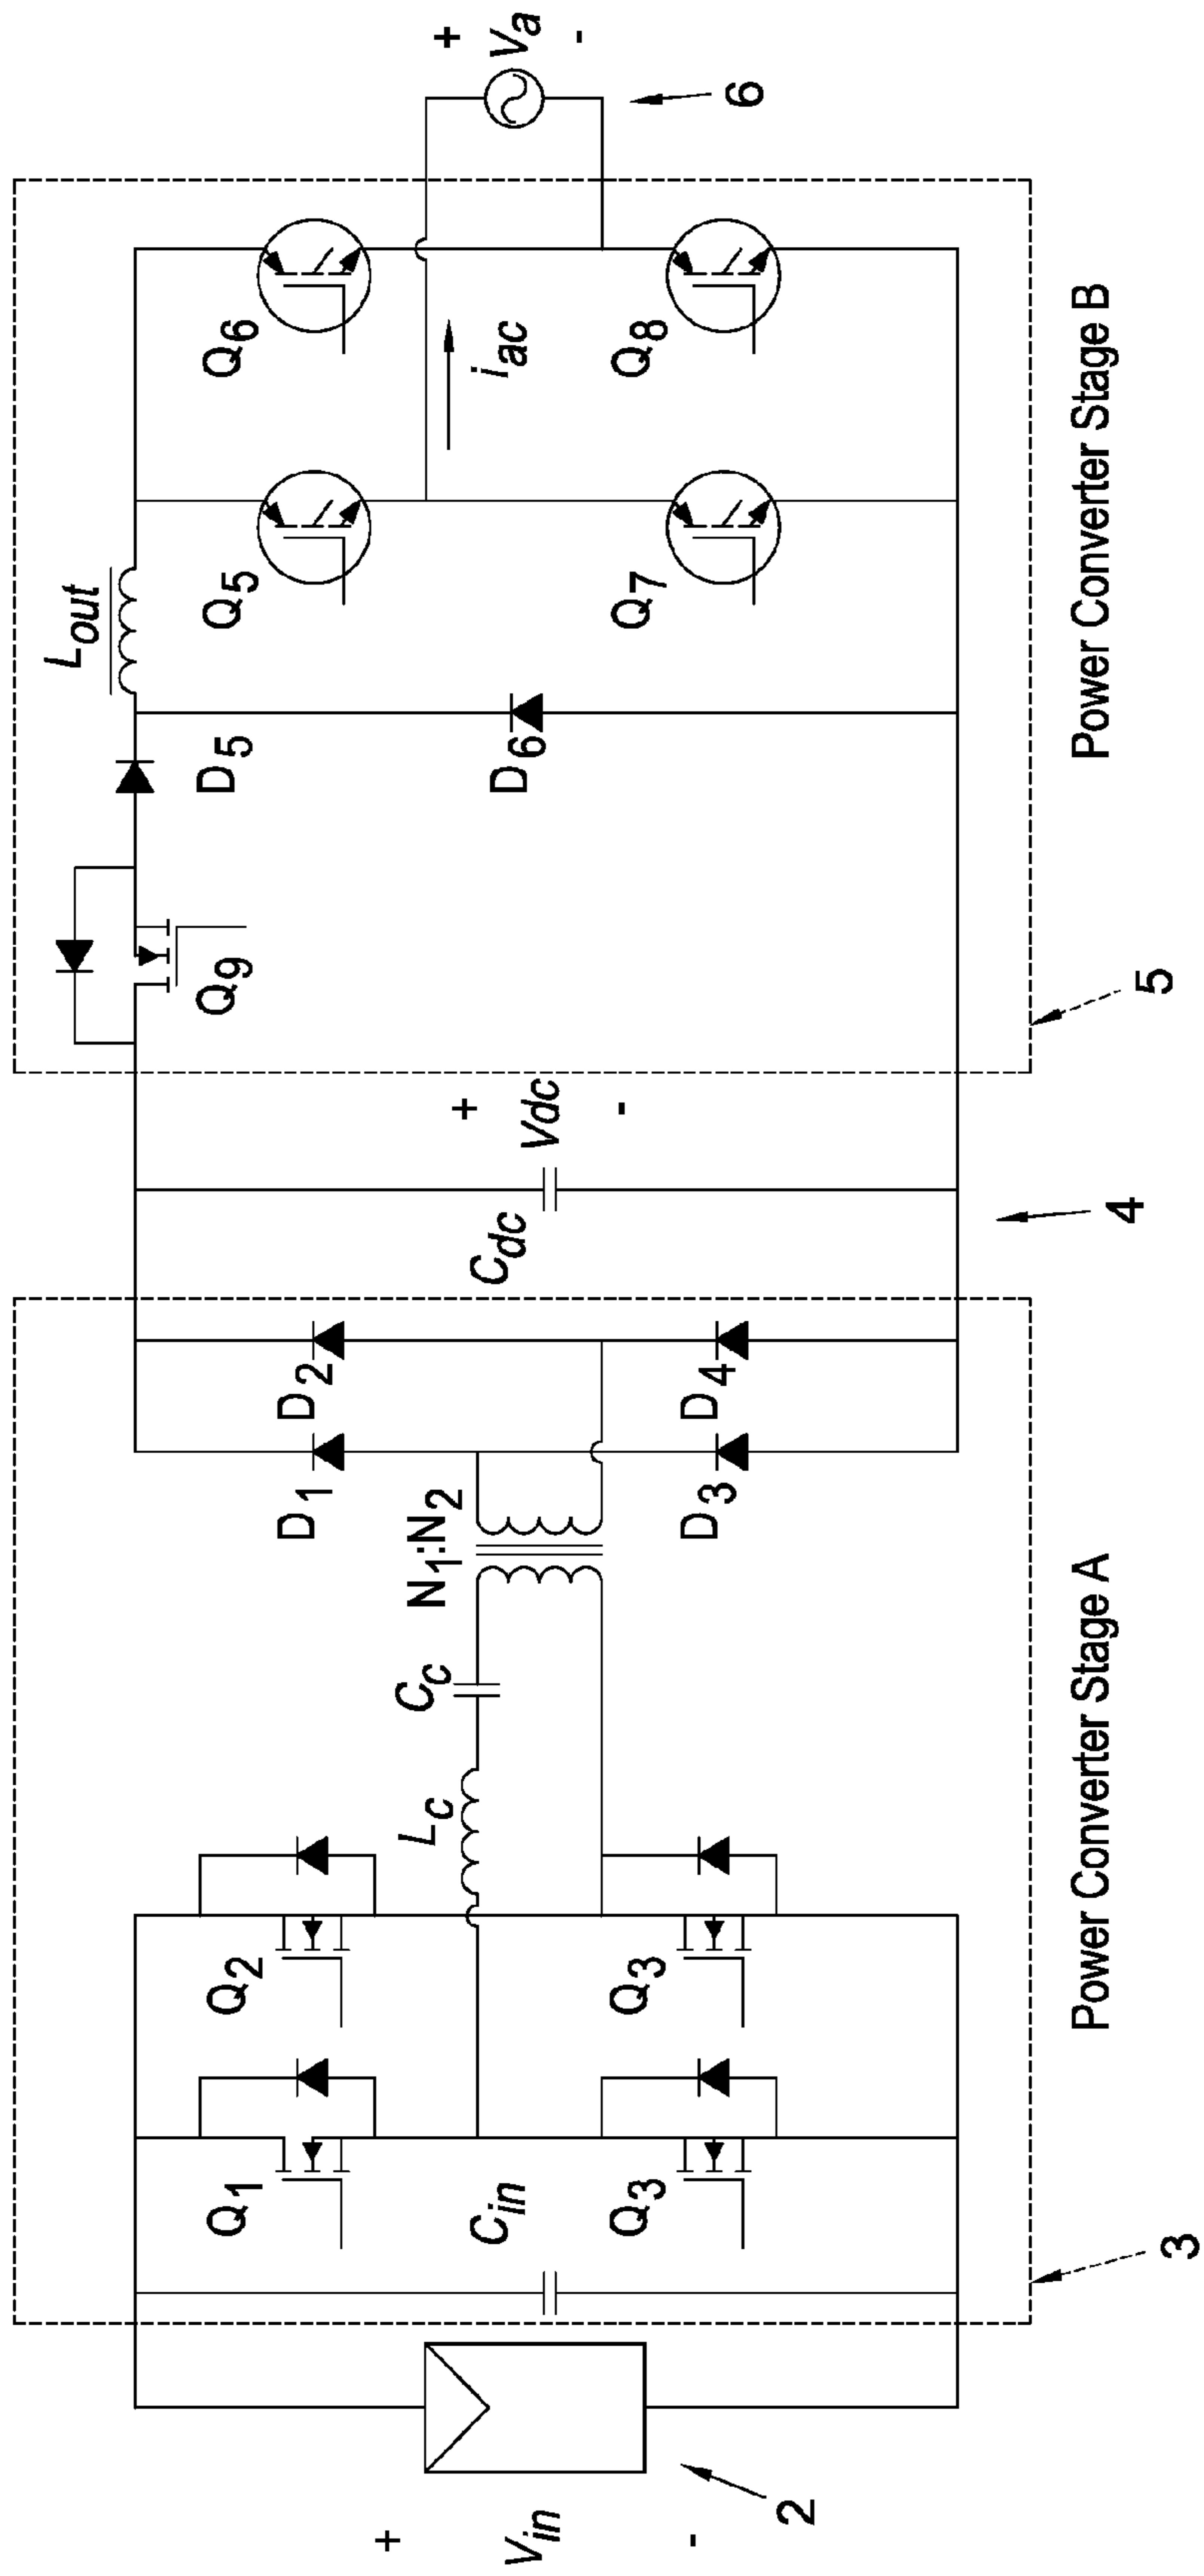 +
Vin
-
2
Cin
Q1
Q3
Q2
Q3
Lc
Cc
N1:N2
D1
D3
D2
D4
3
Power Converter Stage A
Cdc
+
Vdc
-
4
Q9
D5
D6
Lout
Q5
Q7
iac
Q6
Q8
5
Power Converter Stage B
+
Va
-
6